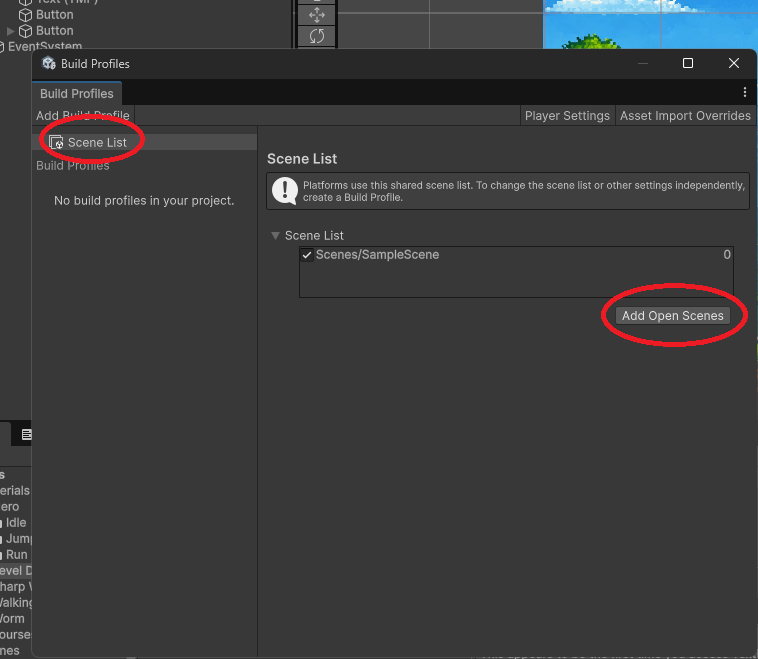 Text (TMP)
Button
Button
EventSystem
Build Profiles
Build Profiles
Add Build Profile
Player Settings
Asset Import Overrides
Scene List
Build Profiles
No build profiles in your project.
Scene List
Platforms use this shared scene list. To change the scene list or other settings independently,
create a Build Profile.
Scene List
Scenes/SampleScene 0
Add Open Scenes
s
erials
ero
Idle
Jump
Run
evel D
harp W
Walking
Worm
ourse
nes